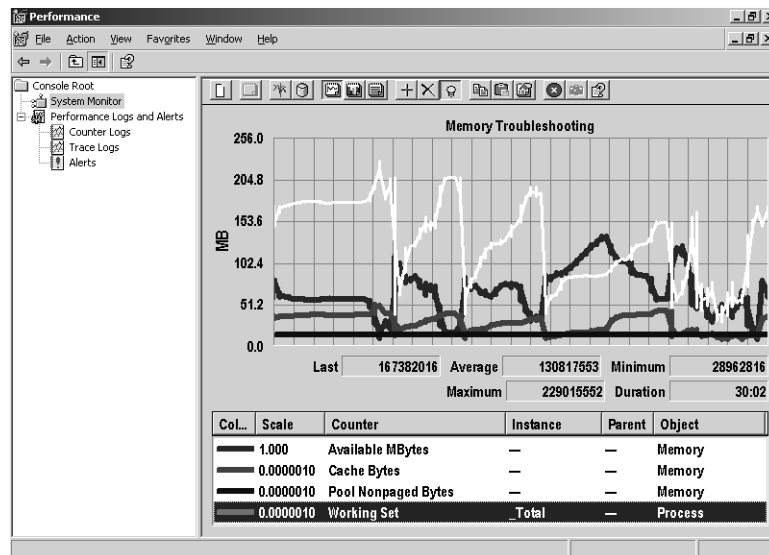 Performance
File Action View Favorites Window Help
Console Root
System Monitor
Performance Logs and Alerts
Counter Logs
Trace Logs
Alerts
Memory Troubleshooting
256.0
204.8
153.6
102.4
51.2
0.0
MB
Last 167382016 Average 130817553 Minimum 28962816
Maximum 229015552 Duration 30:02
Col... Scale Counter Instance Parent Object
1.000 Available MBytes — — Memory
0.0000010 Cache Bytes — — Memory
0.0000010 Pool Nonpaged Bytes — — Memory
0.0000010 Working Set _Total — Process